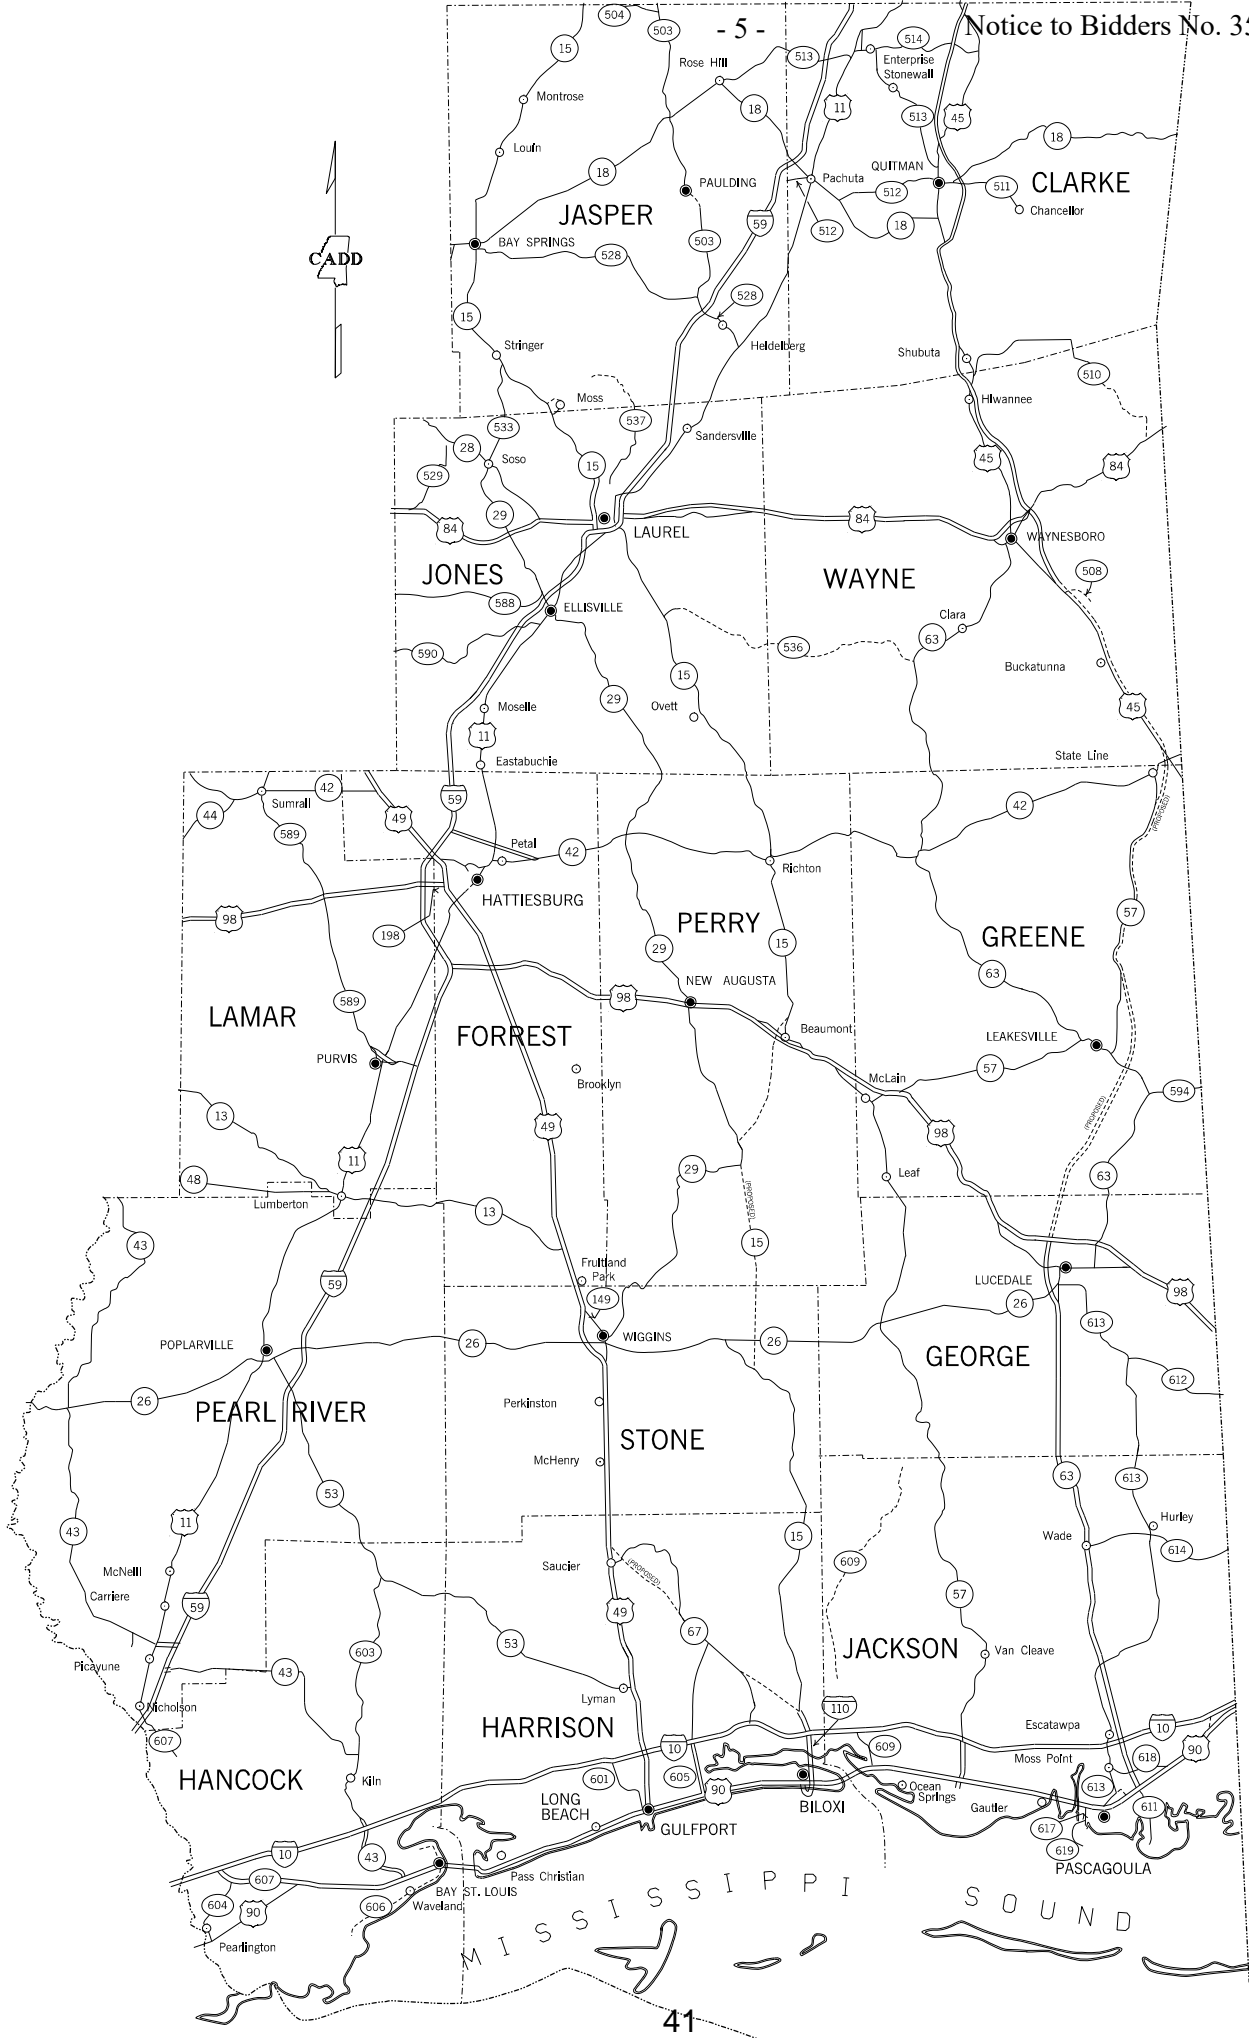 - 5 -
Notice to Bidders No. 35
504
503
15
513
514
Rose Hill
Enterprise
Stonewall
Montrose
18
11
513
45
18
Louin
18
PAULDING
Pachuta
QUITMAN
512
511
CLARKE
JASPER
Chancellor
59
512
18
CADD
BAY SPRINGS
503
528
528
15
Stringer
Heidelberg
Shubuta
510
Moss
Hiwannee
533
537
Sandersville
28
Soso
529
15
45
84
29
84
LAUREL
84
WAYNESBORO
JONES
WAYNE
508
588
ELLISVILLE
Clara
590
536
63
Buckatunna
15
29
Ovett
Moselle
45
11
State Line
Eastabuchie
42
Sumrall
59
42
(PROPOSED)
44
49
589
Petal
42
Richton
HATTIESBURG
98
PERRY
57
198
GREENE
15
29
63
NEW AUGUSTA
589
98
LAMAR
FORREST
Beaumont
LEAKESVILLE
PURVIS
57
Brooklyn
McLain
594
13
(PROPOSED)
49
98
11
29
Leaf
63
48
Lumberton
(PROPOSED)
13
43
15
Fruitland
Park
59
LUCEDALE
98
149
26
613
POPLARVILLE
26
WIGGINS
26
GEORGE
612
26
Perkinston
PEARL RIVER
STONE
McHenry
63
613
53
Hurley
11
43
15
Wade
614
Saucier
(PROPOSED)
609
McNeill
Carriere
57
59
49
67
53
JACKSON
603
Van Cleave
Picayune
43
Lyman
Nicholson
110
HARRISON
Escatawpa
10
607
10
609
90
Moss Point
618
HANCOCK
Kiln
601
605
90
Ocean
Springs
613
LONG
BEACH
BILOXI
Gautier
611
GULFPORT
617
10
43
619
PASCAGOULA
607
Pass Christian
BAY ST. LOUIS
604
90
606
Waveland
Pearlington
MISSISSIPPI SOUND
41